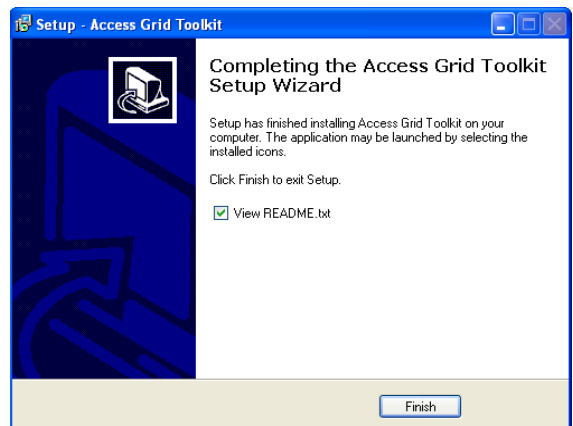 Setup - Access Grid Toolkit
Completing the Access Grid Toolkit
Setup Wizard
Setup has finished installing Access Grid Toolkit on your
computer. The application may be launched by selecting the
installed icons.
Click Finish to exit Setup.
View README.txt
Finish